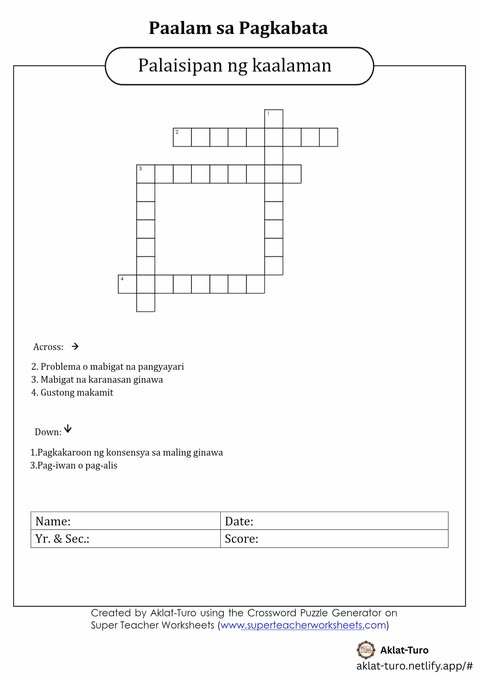 Paalam sa Pagkabata
Palaisipan ng kaalaman
1
2
3
4
Across: →
2. Problema o mabigat na pangyayari
3. Mabigat na karanasan ginawa
4. Gustong makamit
Down: ↓
1.Pagkakaroon ng konsensya sa maling ginawa
3.Pag-iwan o pag-alis
Name: Date:
Yr. & Sec.: Score:
Created by Aklat-Turo using the Crossword Puzzle Generator on
Super Teacher Worksheets (www.superteacherworksheets.com)
Aklat-Turo
aklat-turo.netlify.app/#